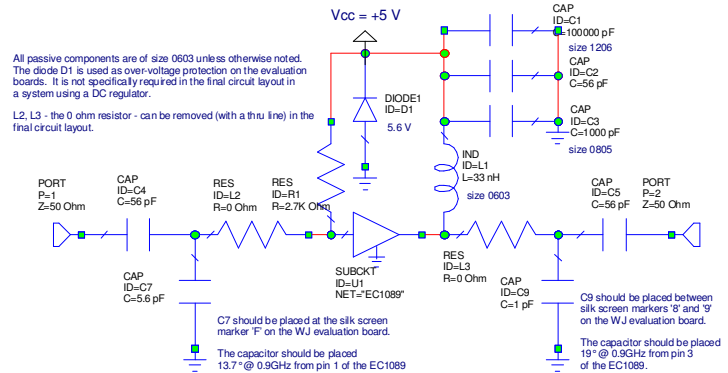 Vcc = +5 V
All passive components are of size 0603 unless otherwise noted.
The diode D1 is used as over-voltage protection on the evaluation
boards.  It is not specifically required in the final circuit layout in
a system using a DC regulator.
L2, L3 - the 0 ohm resistor - can be removed (with a thru line) in the
final circuit layout.
CAP
ID=C1
C=100000 pF
size 1206
CAP
ID=C2
C=56 pF
CAP
ID=C3
C=1000 pF
size 0805
DIODE1
ID=D1
5.6 V
IND
ID=L1
L=33 nH
size 0603
PORT
P=1
Z=50 Ohm
CAP
ID=C4
C=56 pF
RES
ID=L2
R=0 Ohm
RES
ID=R1
R=2.7K Ohm
CAP
ID=C5
C=56 pF
PORT
P=2
Z=50 Ohm
CAP
ID=C7
C=5.6 pF
SUBCKT
ID=U1
NET="EC1089"
RES
ID=L3
R=0 Ohm
CAP
ID=C9
C=1 pF
C7 should be placed at the silk screen
marker 'F' on the WJ evaluation board.
The capacitor should be placed
13.7° @ 0.9GHz from pin 1 of the EC1089
C9 should be placed between
silk screen markers '8' and '9'
on the WJ evaluation board.
The capacitor should be placed
19° @ 0.9GHz from pin 3
of the EC1089.